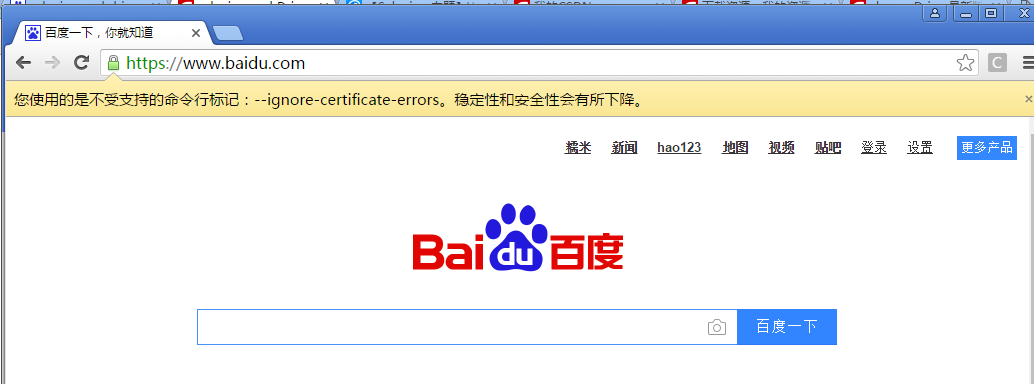 百度一下，你就知道
https://www.baidu.com
您使用的是不受支持的命令行标记：--ignore-certificate-errors。稳定性和安全性会有所下降。
糯米 新闻 hao123 地图 视频 贴吧 登录 设置 更多产品
Bai du 百度
百度一下